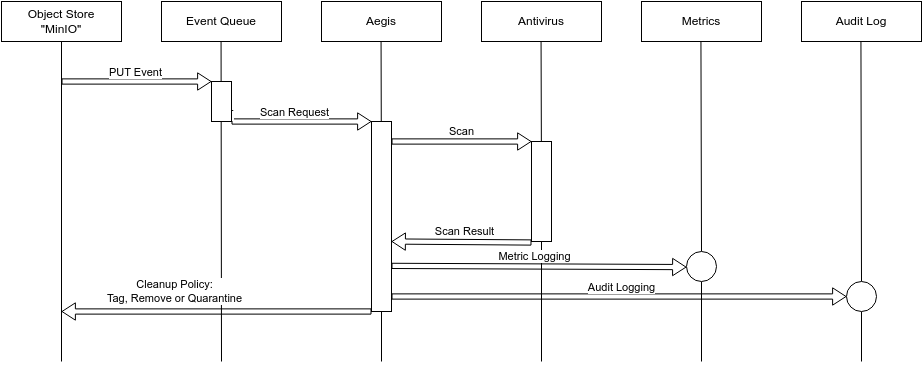 Object Store
"MinIO"
Event Queue
Aegis
Antivirus
Metrics
Audit Log
PUT Event
Scan Request
Scan
Scan Result
Metric Logging
Audit Logging
Cleanup Policy:
Tag, Remove or Quarantine